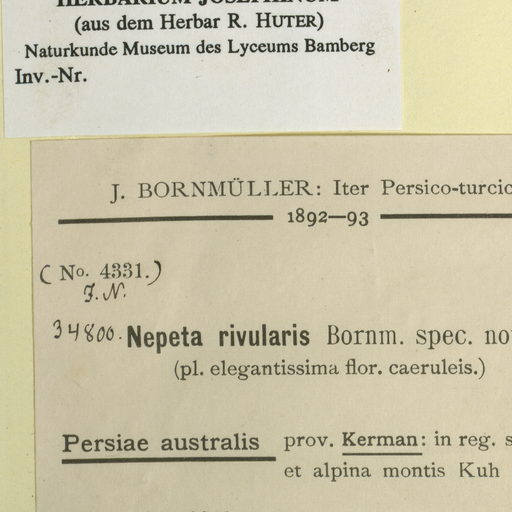 HERBARIUM JOSEPHINUM
(aus dem Herbar R. HUTER)
Naturkunde Museum des Lyceums Bamberg
Inv.-Nr.
J. BORNMÜLLER: Iter Persico-turcic
1892—93
( No. 4331.)
J. N.
34800. Nepeta rivularis Bornm. spec. no
(pl. elegantissima flor. caeruleis.)
Persiae australis prov. Kerman: in reg. s
et alpina montis Kuh